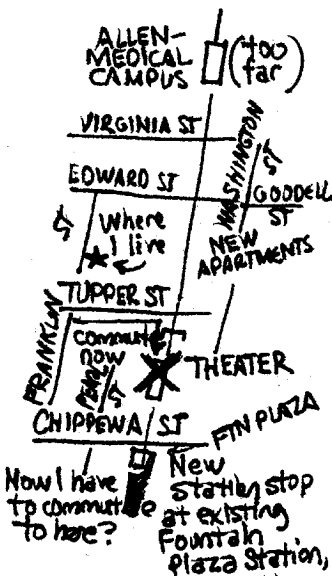 ALLEN-
MEDICAL
CAMPUS
(too
far)
VIRGINIA ST
WASHINGTON
ST
EDWARD ST
GOODELL
ST
ST
Where
I live
NEW
APARTMENTS
TUPPER ST
FRANKLIN
commute
now
PEARL
ST
THEATER
CHIPPEWA ST
FTN PLAZA
Now I have
to commute
to here?
New
station stop
at existing
Fountain
Plaza Station,